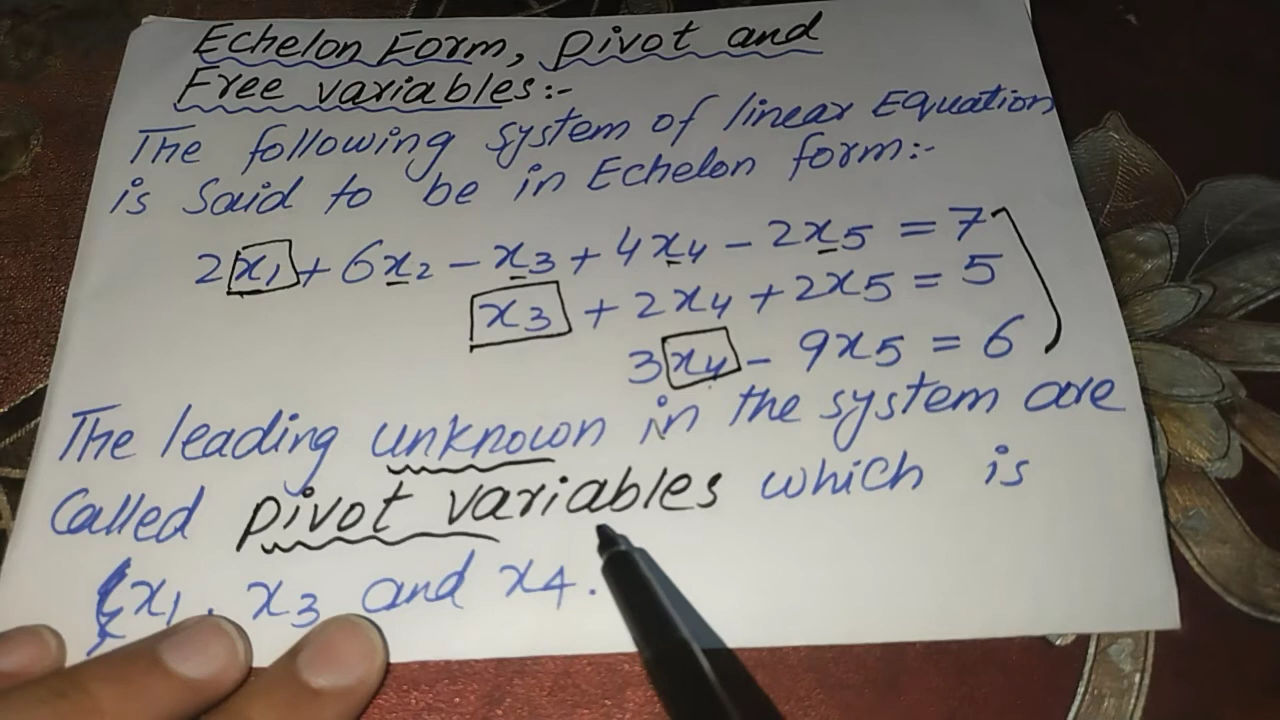 Echelon Form, Pivot and
Free variables:-
The following system of linear Equation
is Said to be in Echelon form:-
2x1 + 6x2 - x3 + 4x4 - 2x5 = 7
x3 + 2x4 + 2x5 = 5
3x4 - 9x5 = 6
The leading unknown in the system are
Called pivot variables which is
x1, x3 and x4.